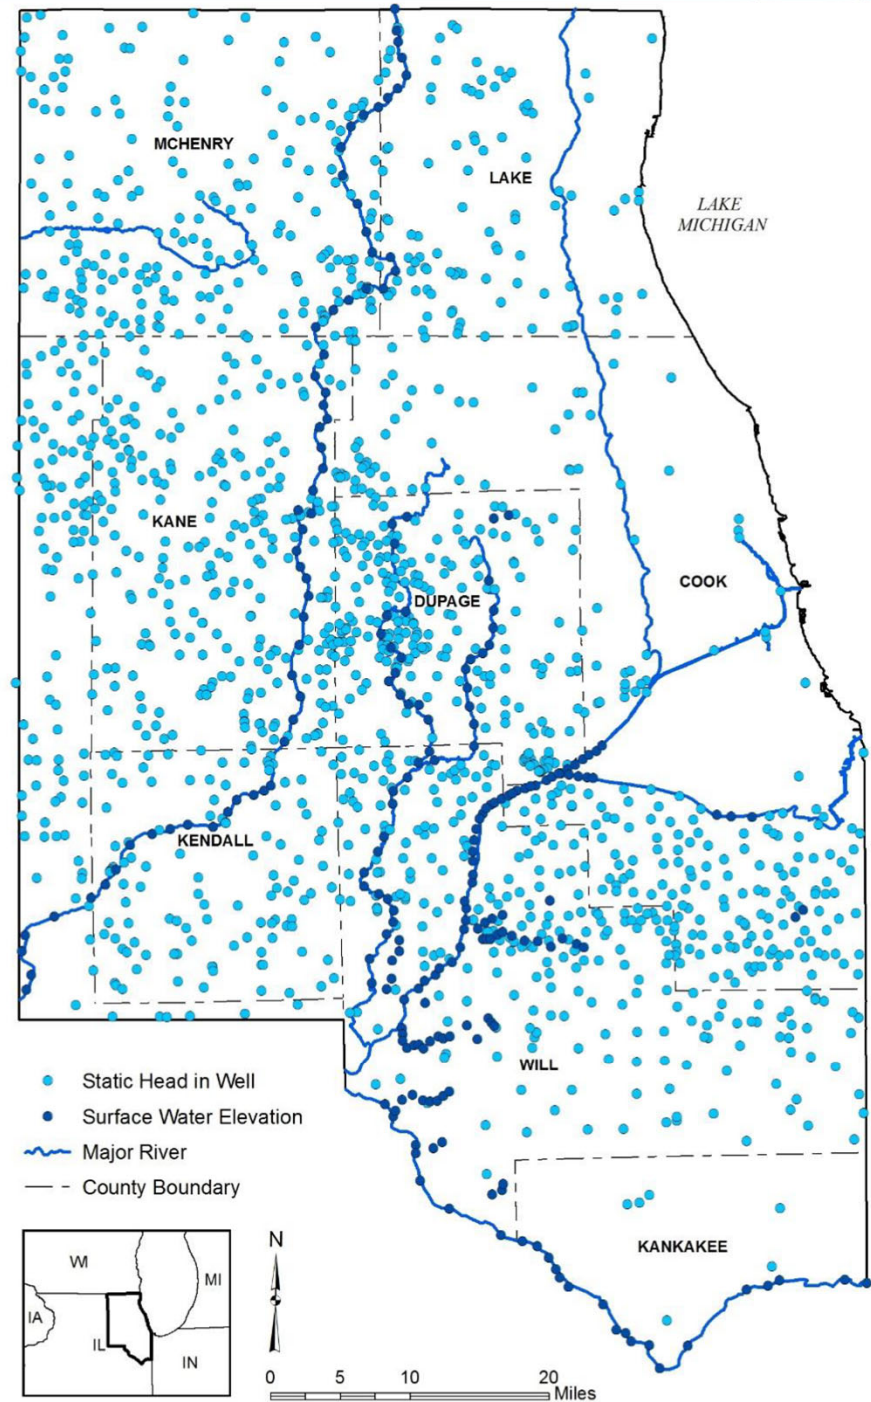 MCHENRY
LAKE
LAKE
MICHIGAN
KANE
COOK
DUPAGE
KENDALL
WILL
KANKAKEE
Static Head in Well
Surface Water Elevation
Major River
County Boundary
WI
MI
IA
IL
IN
N
0 5 10 20
Miles